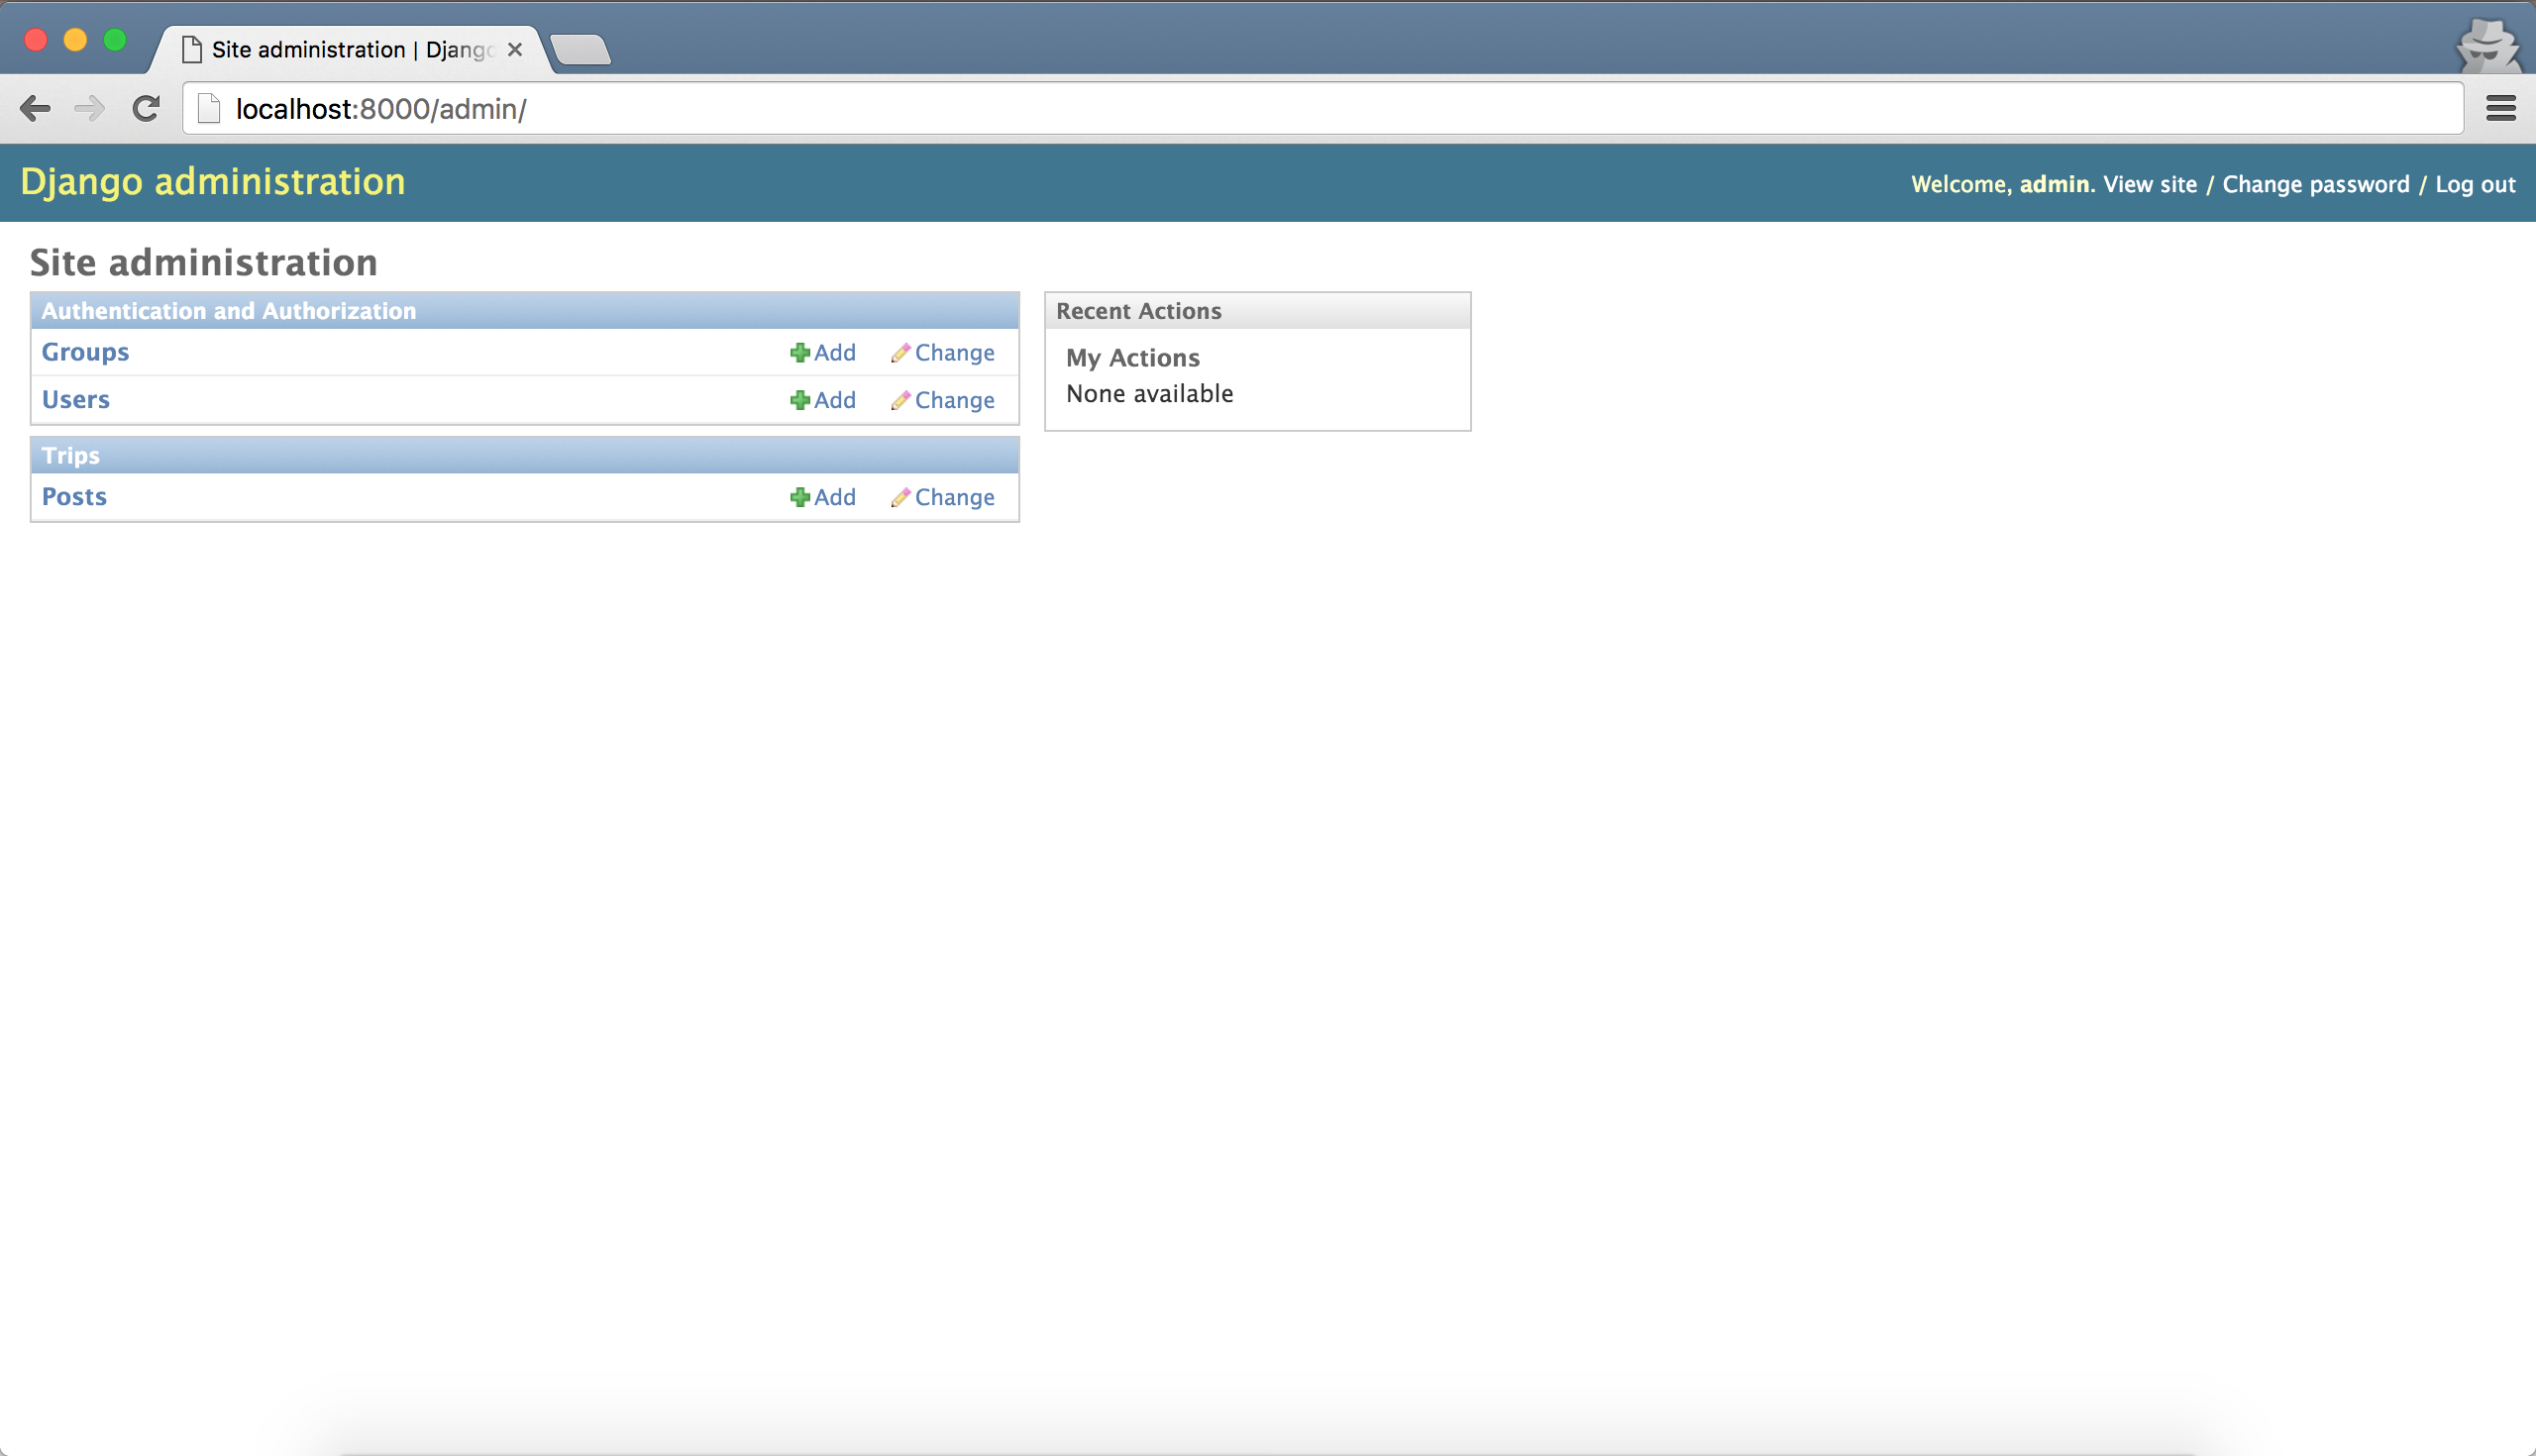 Site administration | Django
localhost:8000/admin/
Django administration
Welcome, admin. View site / Change password / Log out
Site administration
Authentication and Authorization
Groups Add Change
Users Add Change
Trips
Posts Add Change
Recent Actions
My Actions
None available